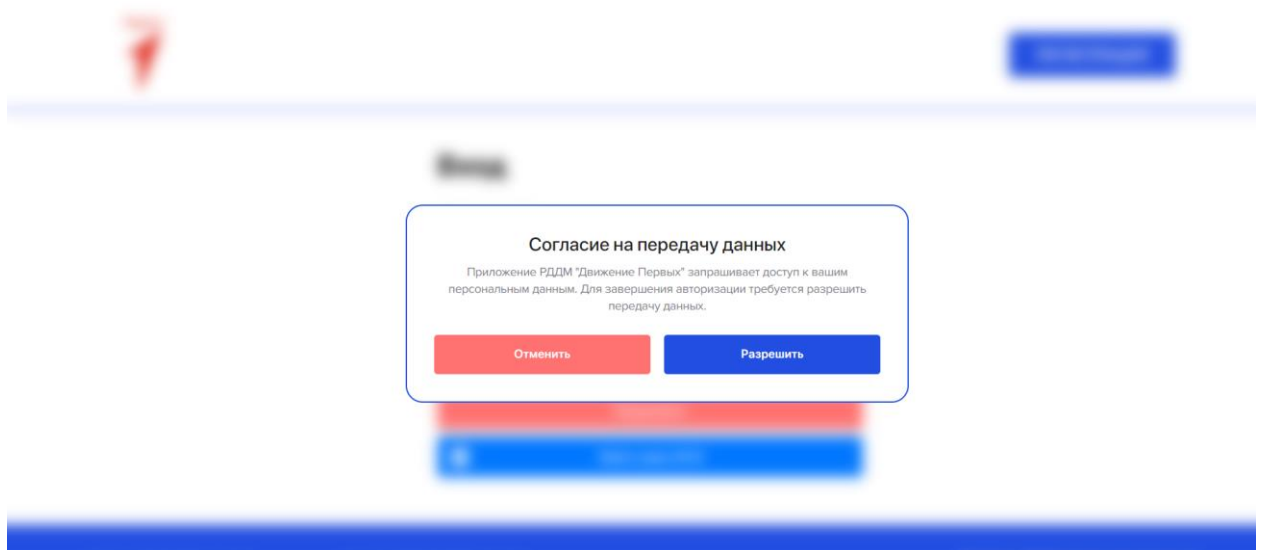 Вход
Согласие на передачу данных
Приложение РДДМ "Движение Первых" запрашивает доступ к вашим
персональным данным. Для завершения авторизации требуется разрешить
передачу данных.
Отменить
Разрешить